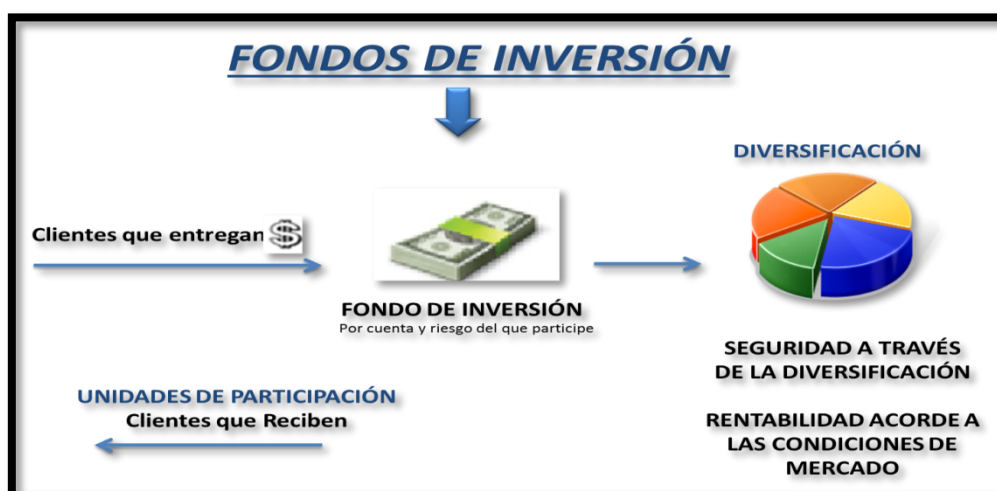 FONDOS DE INVERSIÓN
DIVERSIFICACIÓN
Clientes que entregan $
FONDO DE INVERSIÓN
Por cuenta y riesgo del que participe
SEGURIDAD A TRAVÉS
DE LA DIVERSIFICACIÓN
UNIDADES DE PARTICIPACIÓN
Clientes que Reciben
RENTABILIDAD ACORDE A
LAS CONDICIONES DE
MERCADO